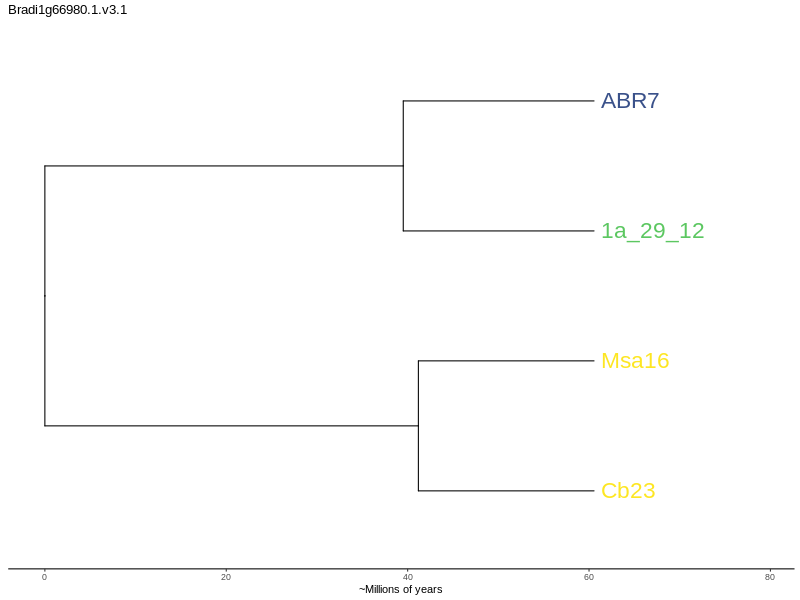 Bradi1g66980.1.v3.1
ABR7
1a_29_12
Msa16
Cb23
0 20 40 60 80
~Millions of years